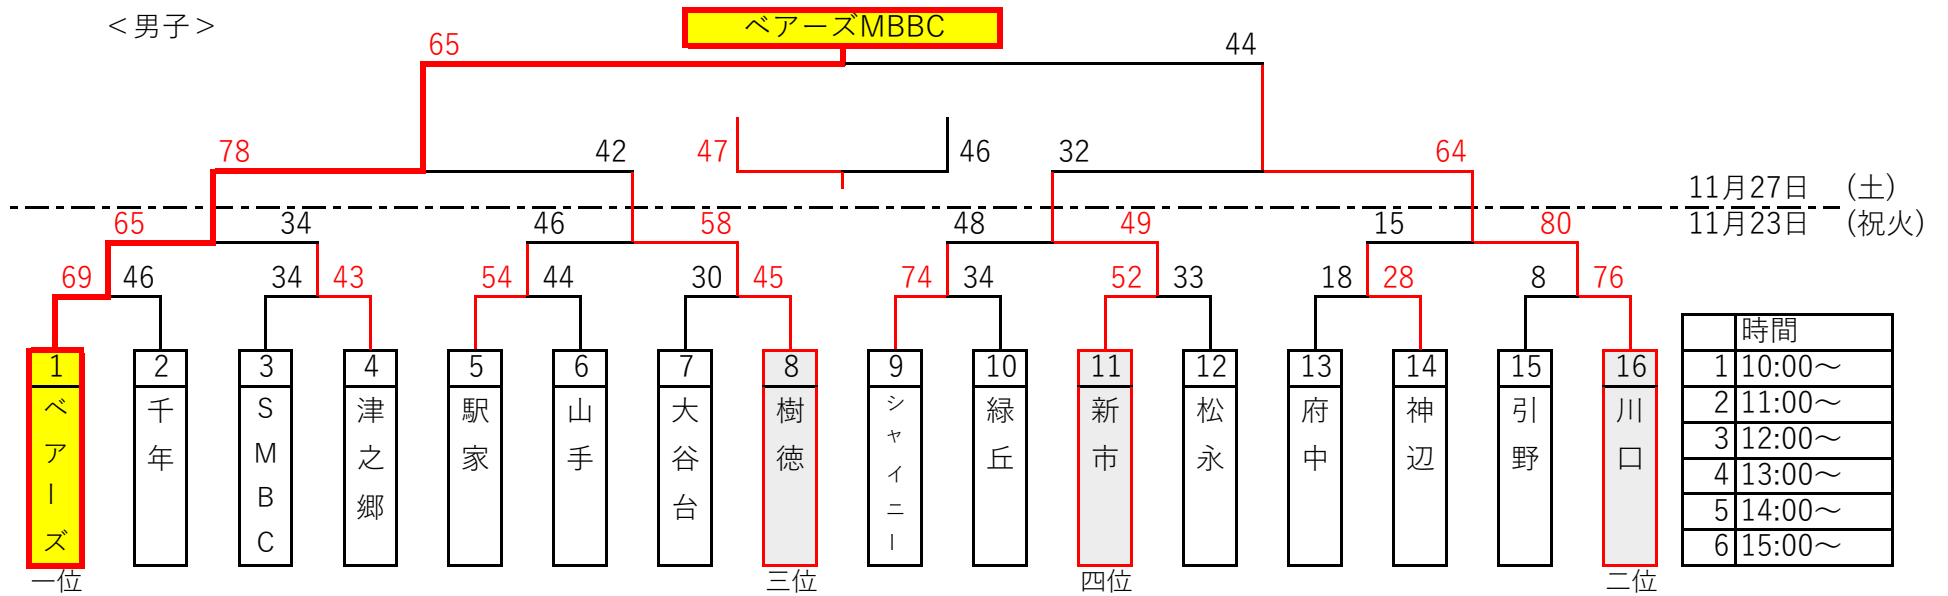 ＜男子＞
ベアーズMBBC
65
44
78
42
47
46
32
64
11月27日 (土)
11月23日 (祝火)
65
34
46
58
48
49
15
80
69
46
34
43
54
44
30
45
74
34
52
33
18
28
8
76
1
2
3
4
5
6
7
8
9
10
11
12
13
14
15
16
ベアーズ
千年
SMBC
津之郷
駅家
山手
大谷台
樹徳
シャイニー
緑丘
新市
松永
府中
神辺
引野
川口
一位
三位
四位
二位
時間
1 10:00～
2 11:00～
3 12:00～
4 13:00～
5 14:00～
6 15:00～